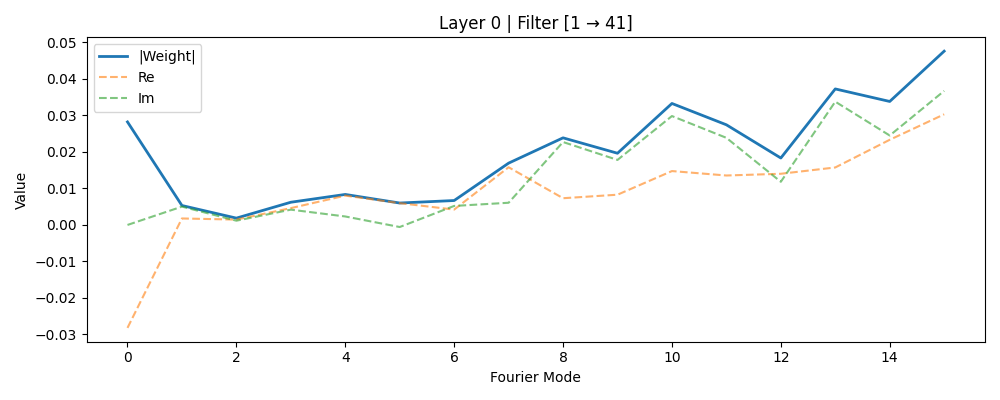 Layer 0 | Filter [1 → 41]
|Weight|
Re
Im
0.05
0.04
0.03
0.02
0.01
0.00
−0.01
−0.02
−0.03
Value
0 2 4 6 8 10 12 14
Fourier Mode